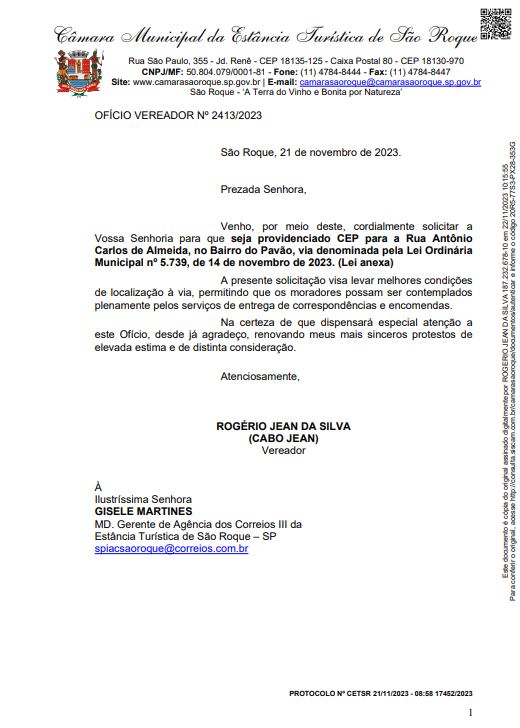 Câmara Municipal da Estância Turística de São Roque
Rua São Paulo, 355 - Jd. Renê - CEP 18135-125 - Caixa Postal 80 - CEP 18130-970
CNPJ/MF: 50.804.079/0001-81 - Fone: (11) 4784-8444 - Fax: (11) 4784-8447
Site: www.camarasaoroque.sp.gov.br | E-mail: camarasaoroque@camarasaoroque.sp.gov.br
São Roque - 'A Terra do Vinho e Bonita por Natureza'
OFÍCIO VEREADOR Nº 2413/2023
São Roque, 21 de novembro de 2023.
Prezada Senhora,
Venho, por meio deste, cordialmente solicitar a
Vossa Senhoria para que seja providenciado CEP para a Rua Antônio
Carlos de Almeida, no Bairro do Pavão, via denominada pela Lei Ordinária
Municipal nº 5.739, de 14 de novembro de 2023. (Lei anexa)
A presente solicitação visa levar melhores condições
de localização à via, permitindo que os moradores possam ser contemplados
plenamente pelos serviços de entrega de correspondências e encomendas.
Na certeza de que dispensará especial atenção a
este Ofício, desde já agradeço, renovando meus mais sinceros protestos de
elevada estima e de distinta consideração.
Atenciosamente,
ROGÉRIO JEAN DA SILVA
(CABO JEAN)
Vereador
À
Ilustríssima Senhora
GISELE MARTINES
MD. Gerente de Agência dos Correios III da
Estância Turística de São Roque – SP
spiacsaoroque@correios.com.br
PROTOCOLO Nº CETSR 21/11/2023 - 08:58 17452/2023
1
Este documento é cópia do original assinado digitalmente por ROGERIO JEAN DA SILVA:187.232.678-10 em 22/11/2023 10:15:55
Para conferir o original, acesse http://consulta.siscam.com.br/camarasaoroque/documentos/autenticar e informe o código 20R5-77S3-PX28-353G